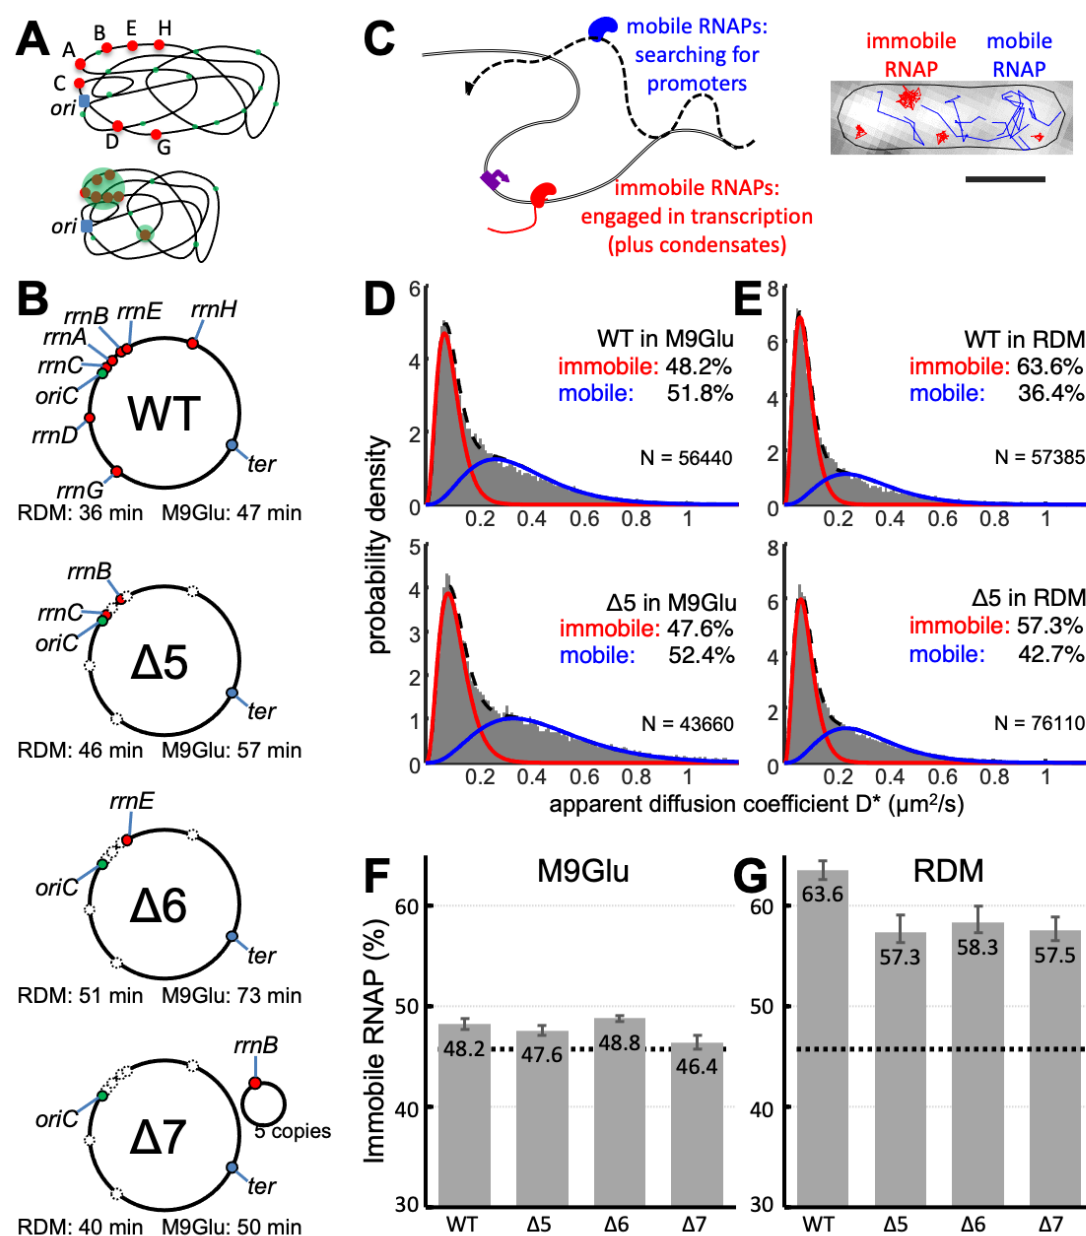 A
A
B
E
H
C
ori
D
G
ori
B
rrnB
rrnE
rrnH
rrnA
rrnC
oriC
WT
rrnD
ter
rrnG
RDM: 36 min M9Glu: 47 min
rrnB
rrnC
oriC
Δ5
ter
RDM: 46 min M9Glu: 57 min
rrnE
oriC
Δ6
ter
RDM: 51 min M9Glu: 73 min
rrnB
oriC
5 copies
Δ7
ter
RDM: 40 min M9Glu: 50 min
C
mobile RNAPs:
searching for
promoters
immobile RNAPs:
engaged in transcription
(plus condensates)
immobile
RNAP
mobile
RNAP
D
6
4
2
0
WT in M9Glu
immobile: 48.2%
mobile: 51.8%
N = 56440
0.2 0.4 0.6 0.8 1
E
8
6
4
2
0
WT in RDM
immobile: 63.6%
mobile: 36.4%
N = 57385
0.2 0.4 0.6 0.8 1
probability density
5
4
3
2
1
0
Δ5 in M9Glu
immobile: 47.6%
mobile: 52.4%
N = 43660
0.2 0.4 0.6 0.8 1
8
6
4
2
0
Δ5 in RDM
immobile: 57.3%
mobile: 42.7%
N = 76110
0.2 0.4 0.6 0.8 1
apparent diffusion coefficient D* (μm²/s)
F
M9Glu
Immobile RNAP (%)
60
50
40
30
48.2
47.6
48.8
46.4
WT Δ5 Δ6 Δ7
G
RDM
60
50
40
30
63.6
57.3
58.3
57.5
WT Δ5 Δ6 Δ7